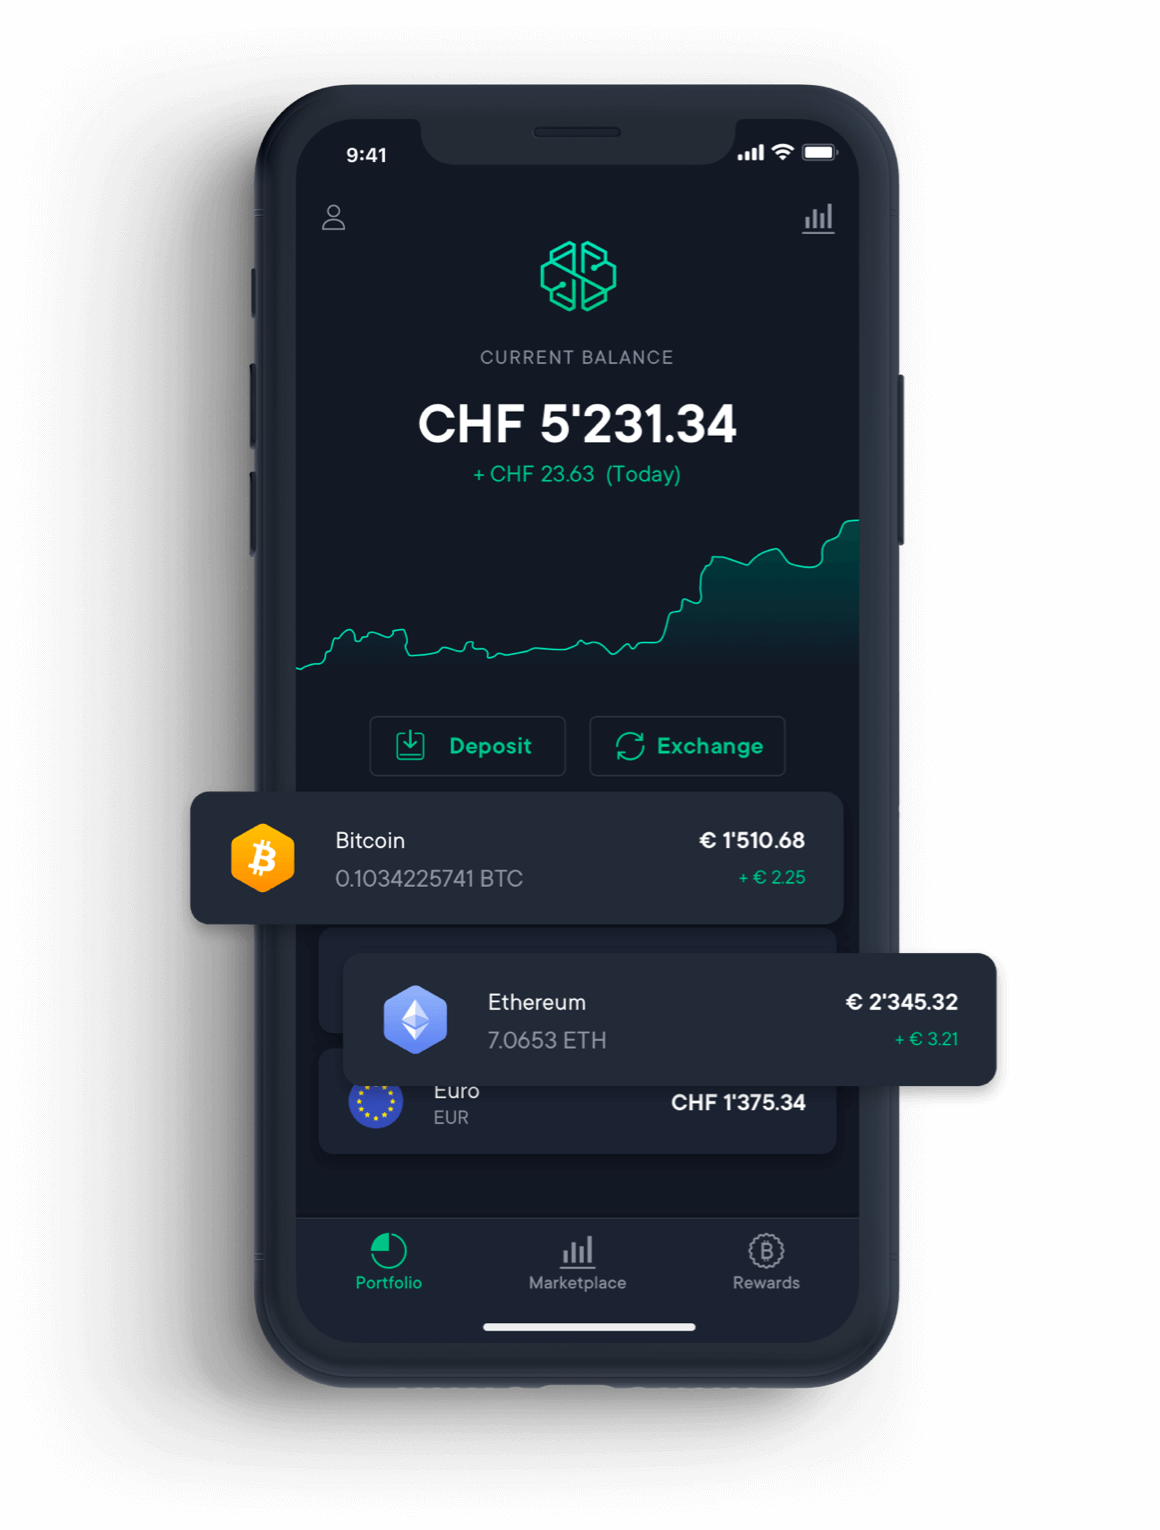 9:41
CURRENT BALANCE
CHF 5'231.34
+ CHF 23.63 (Today)
Deposit
Exchange
Bitcoin
€ 1'510.68
0.1034225741 BTC
+ € 2.25
Ethereum
€ 2'345.32
7.0653 ETH
+ € 3.21
Euro
CHF 1'375.34
EUR
Portfolio
Marketplace
Rewards